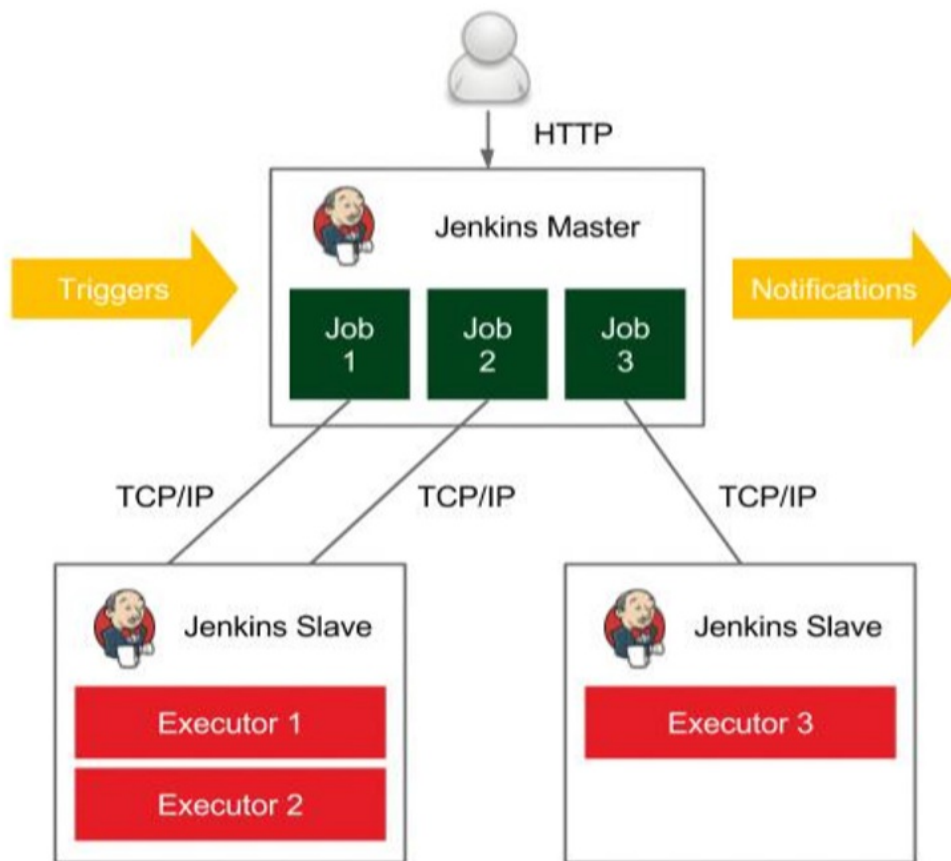 HTTP
Jenkins Master
Triggers
Notifications
Job
1
Job
2
Job
3
TCP/IP
TCP/IP
TCP/IP
Jenkins Slave
Executor 1
Executor 2
Jenkins Slave
Executor 3